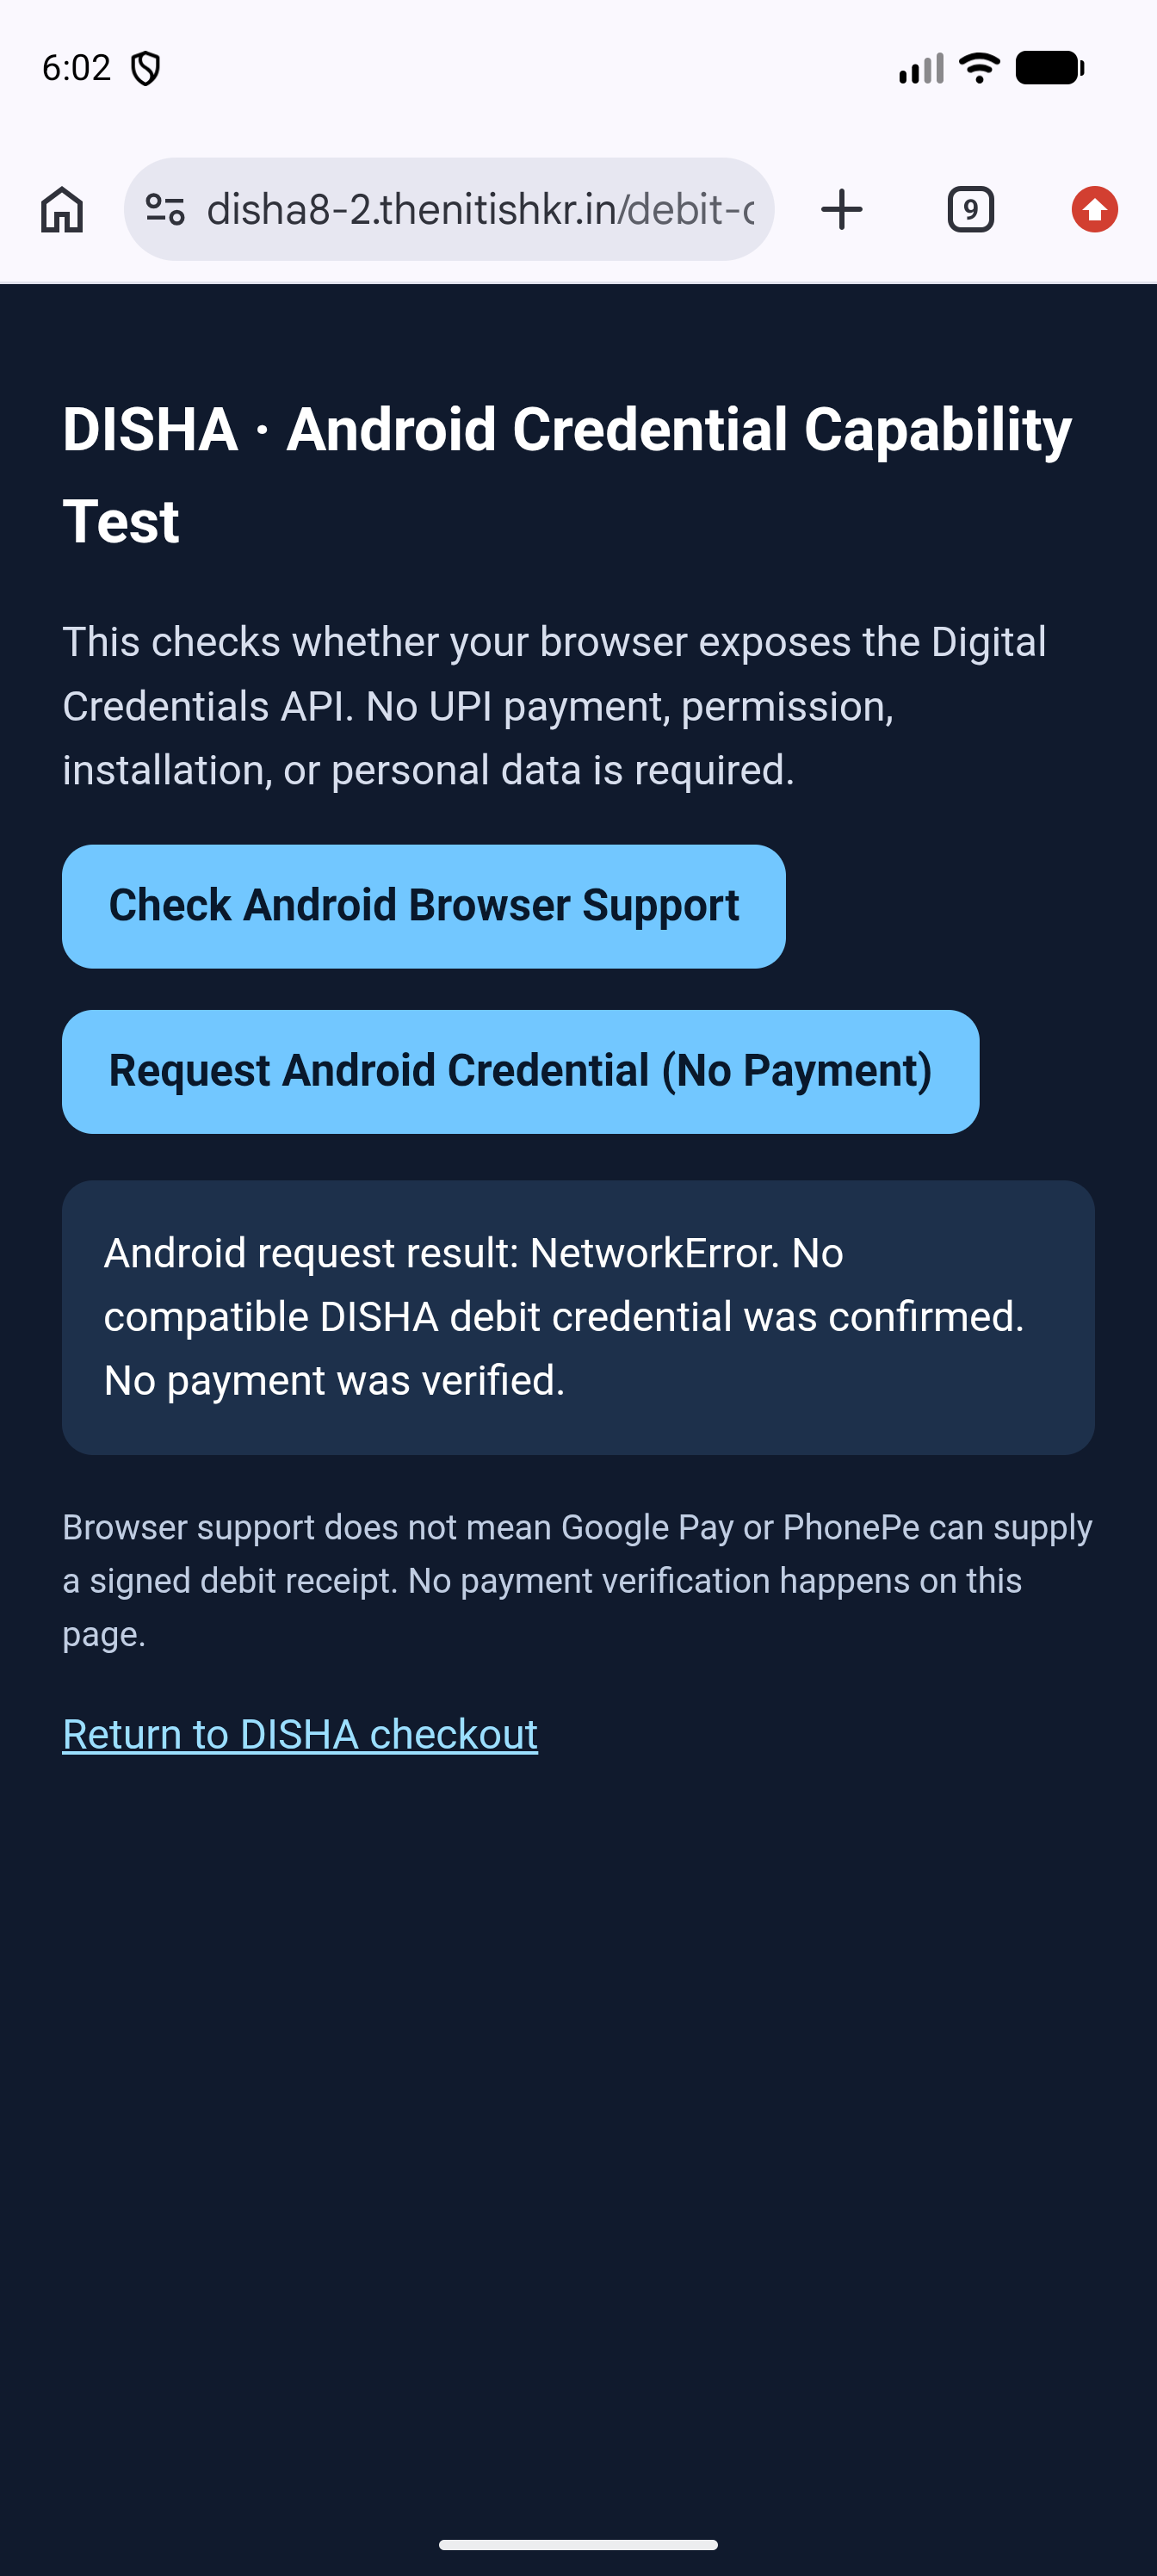 6:02
disha8-2.thenitishkr.in/debit-
9
DISHA · Android Credential Capability
Test
This checks whether your browser exposes the Digital
Credentials API. No UPI payment, permission,
installation, or personal data is required.
Check Android Browser Support
Request Android Credential (No Payment)
Android request result: NetworkError. No
compatible DISHA debit credential was confirmed.
No payment was verified.
Browser support does not mean Google Pay or PhonePe can supply
a signed debit receipt. No payment verification happens on this
page.
Return to DISHA checkout